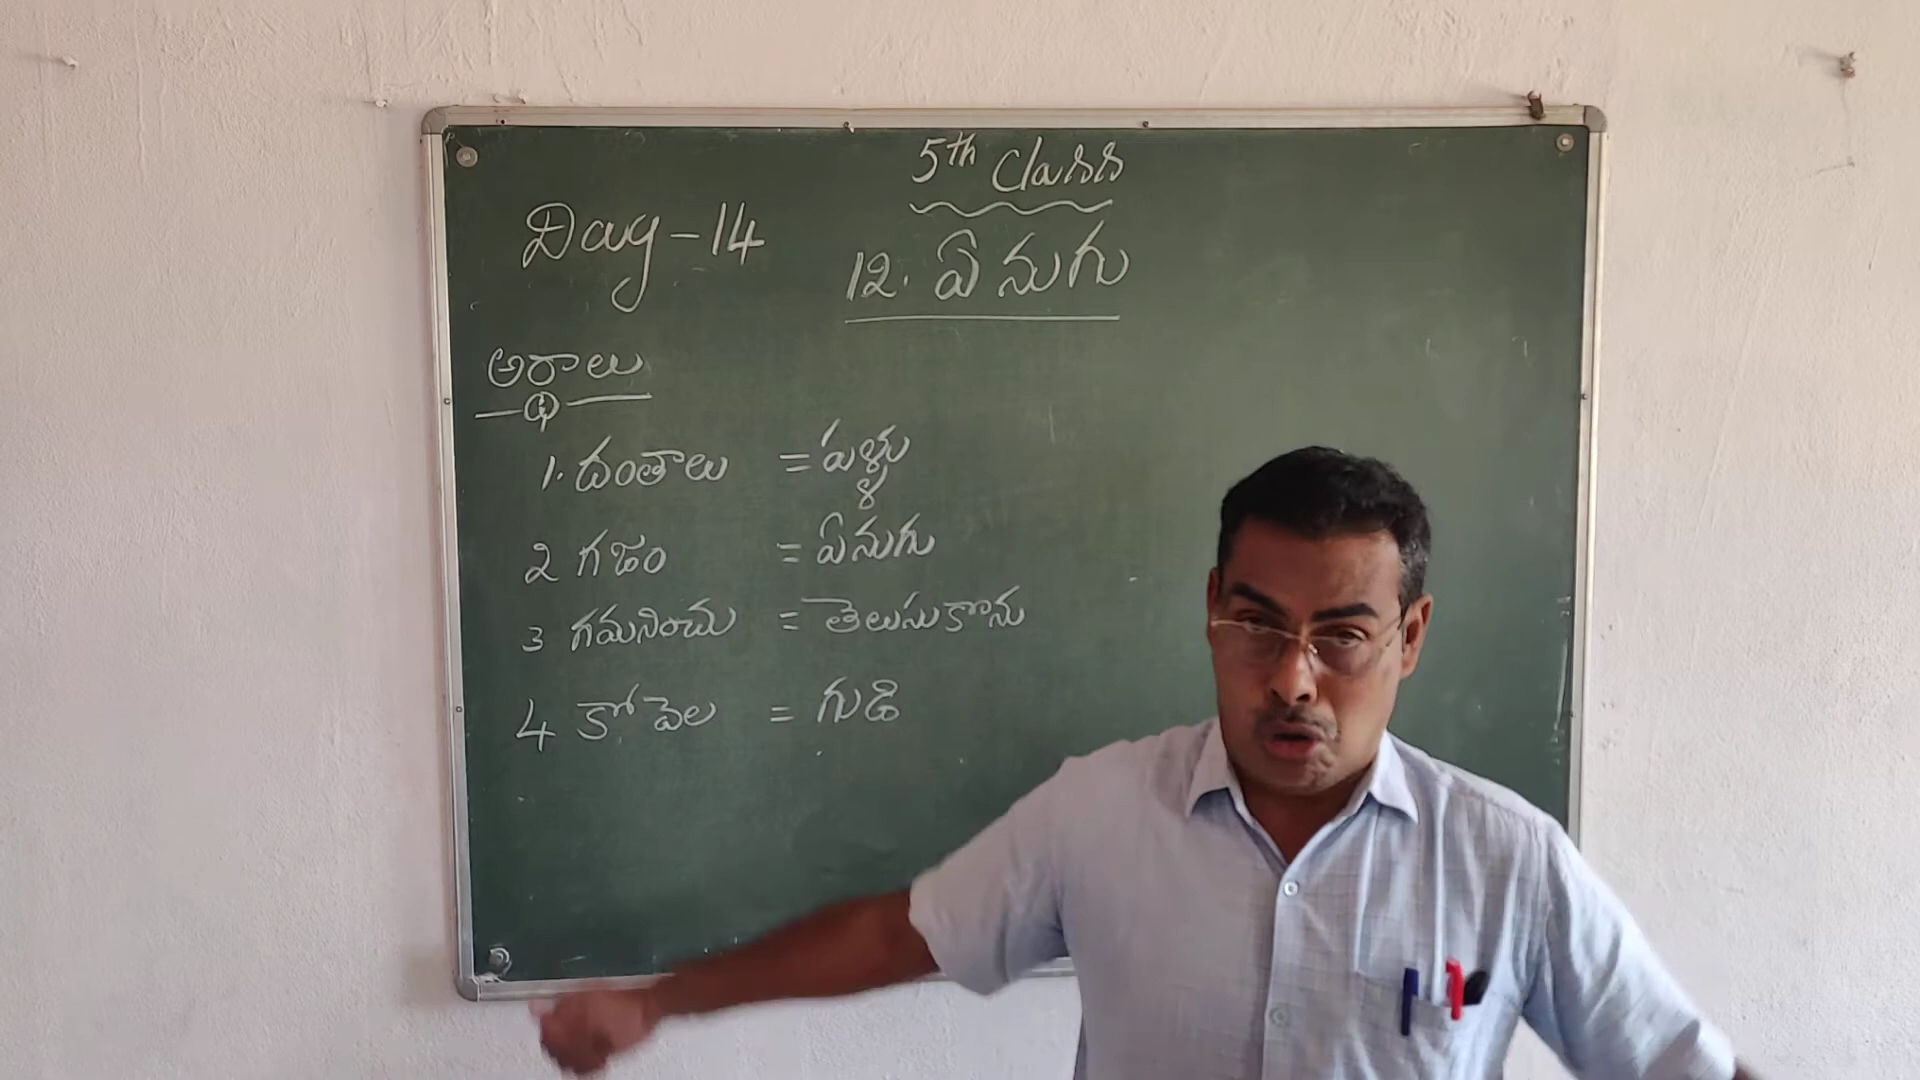 5th Class
Day-14
12. ఏనుగు
అర్థాలు
1. దంతాలు = పళ్ళు
2 గజం = ఏనుగు
3 గమనించు = తెలుసుకొను
4 కోవెల = గుడి